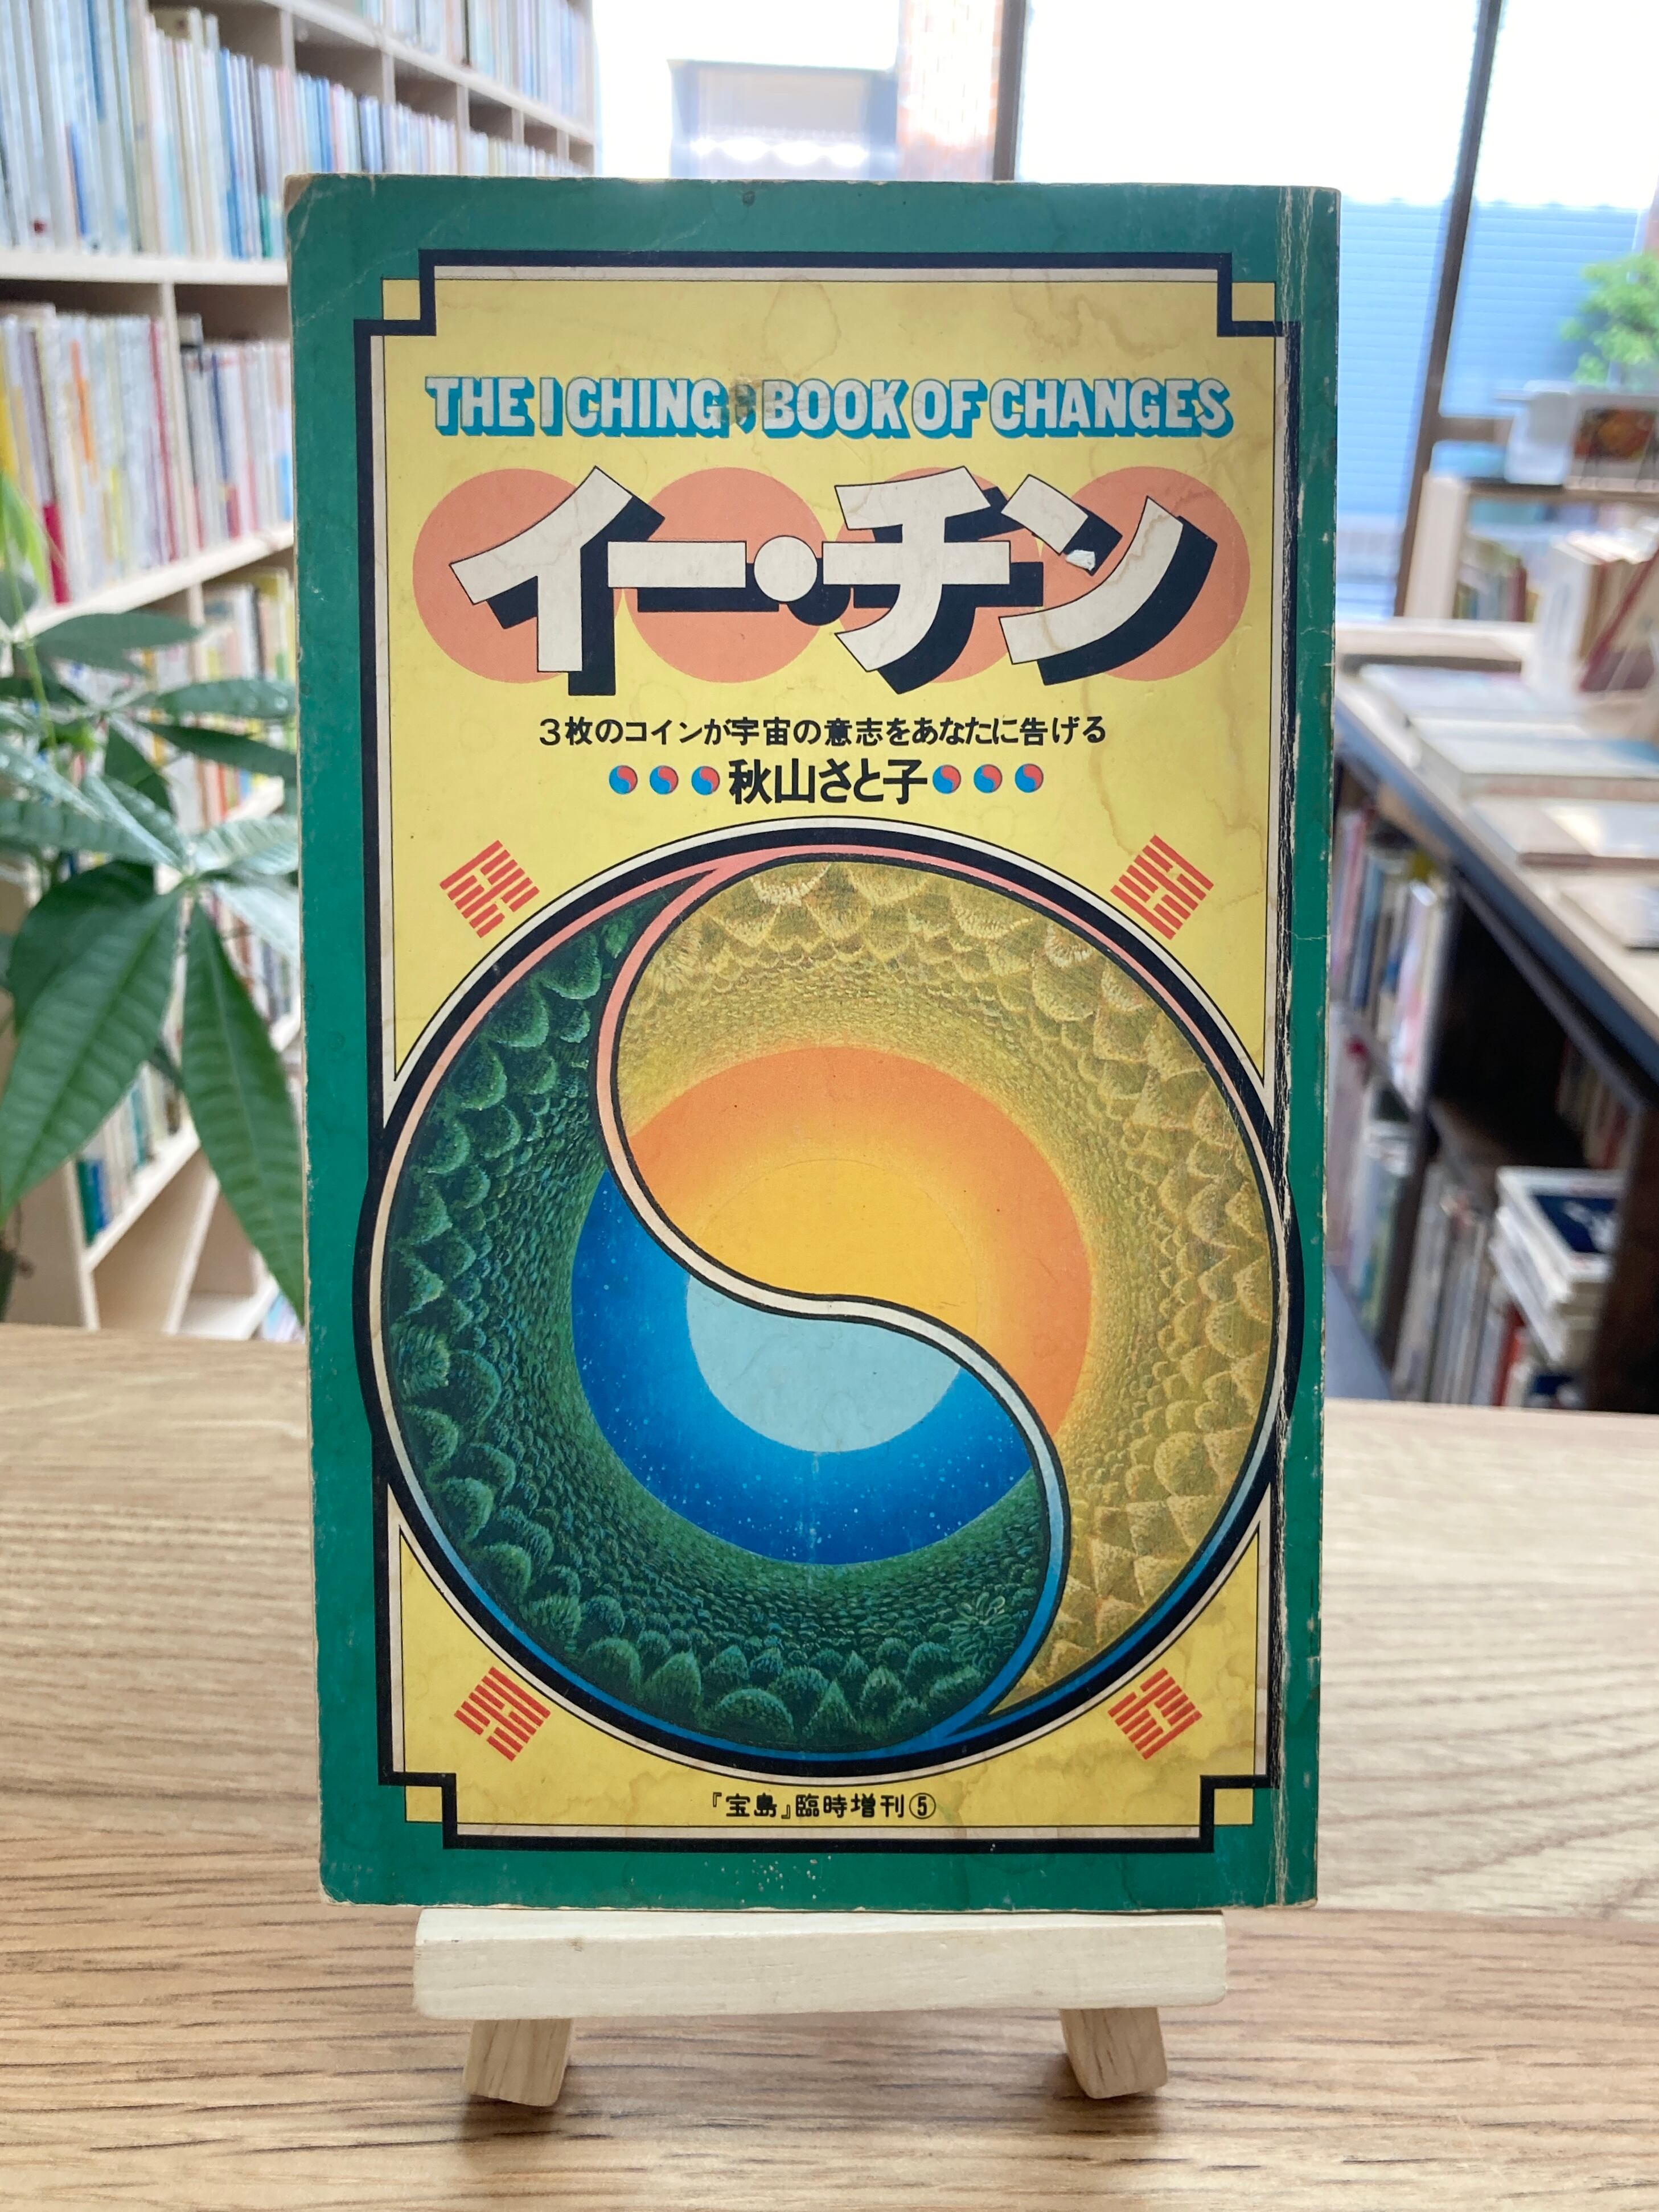 THE I CHING; BOOK OF CHANGES
イー・チン
3枚のコインが宇宙の意志をあなたに告げる
秋山さと子
『宝島』臨時増刊⑤